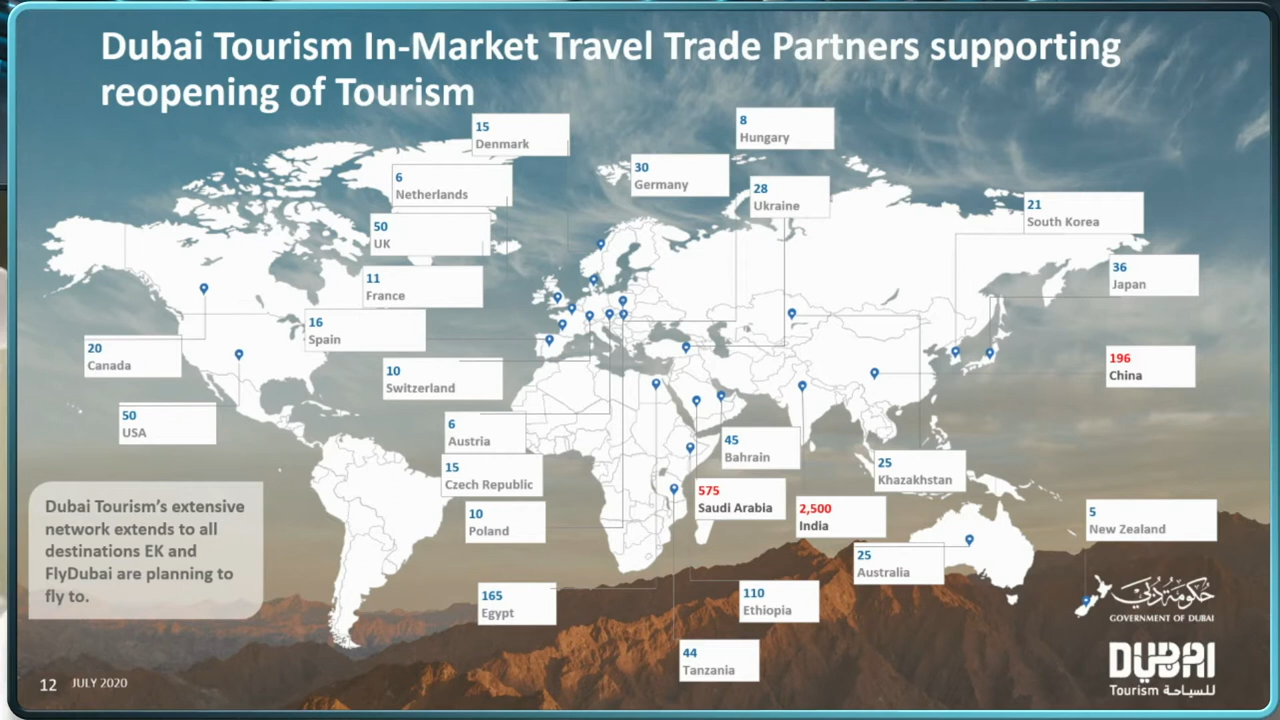 Dubai Tourism In-Market Travel Trade Partners supporting
reopening of Tourism
15
Denmark
8
Hungary
6
Netherlands
30
Germany
28
Ukraine
50
UK
21
South Korea
11
France
36
Japan
16
Spain
20
Canada
10
Switzerland
196
China
50
USA
6
Austria
45
Bahrain
15
Czech Republic
25
Kazakhstan
575
Saudi Arabia
2,500
India
10
Poland
5
New Zealand
25
Australia
165
Egypt
110
Ethiopia
44
Tanzania
Dubai Tourism's extensive
network extends to all
destinations EK and
FlyDubai are planning to
fly to.
حكومة دبي
GOVERNMENT OF DUBAI
DUBAI
Tourism للسياحة
12 JULY 2020